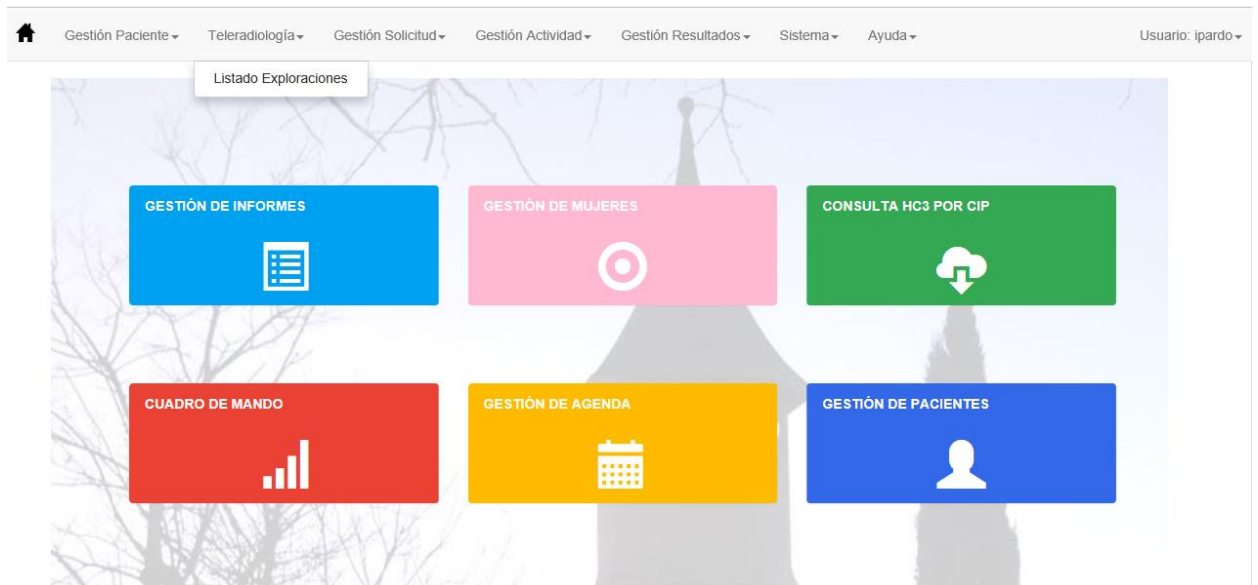 Gestión Paciente Teleradiología Gestión Solicitud Gestión Actividad Gestión Resultados Sistema Ayuda Usuario: ipardo
Listado Exploraciones
GESTIÓN DE INFORMES
GESTIÓN DE MUJERES
CONSULTA HC3 POR CIP
CUADRO DE MANDO
GESTIÓN DE AGENDA
GESTIÓN DE PACIENTES